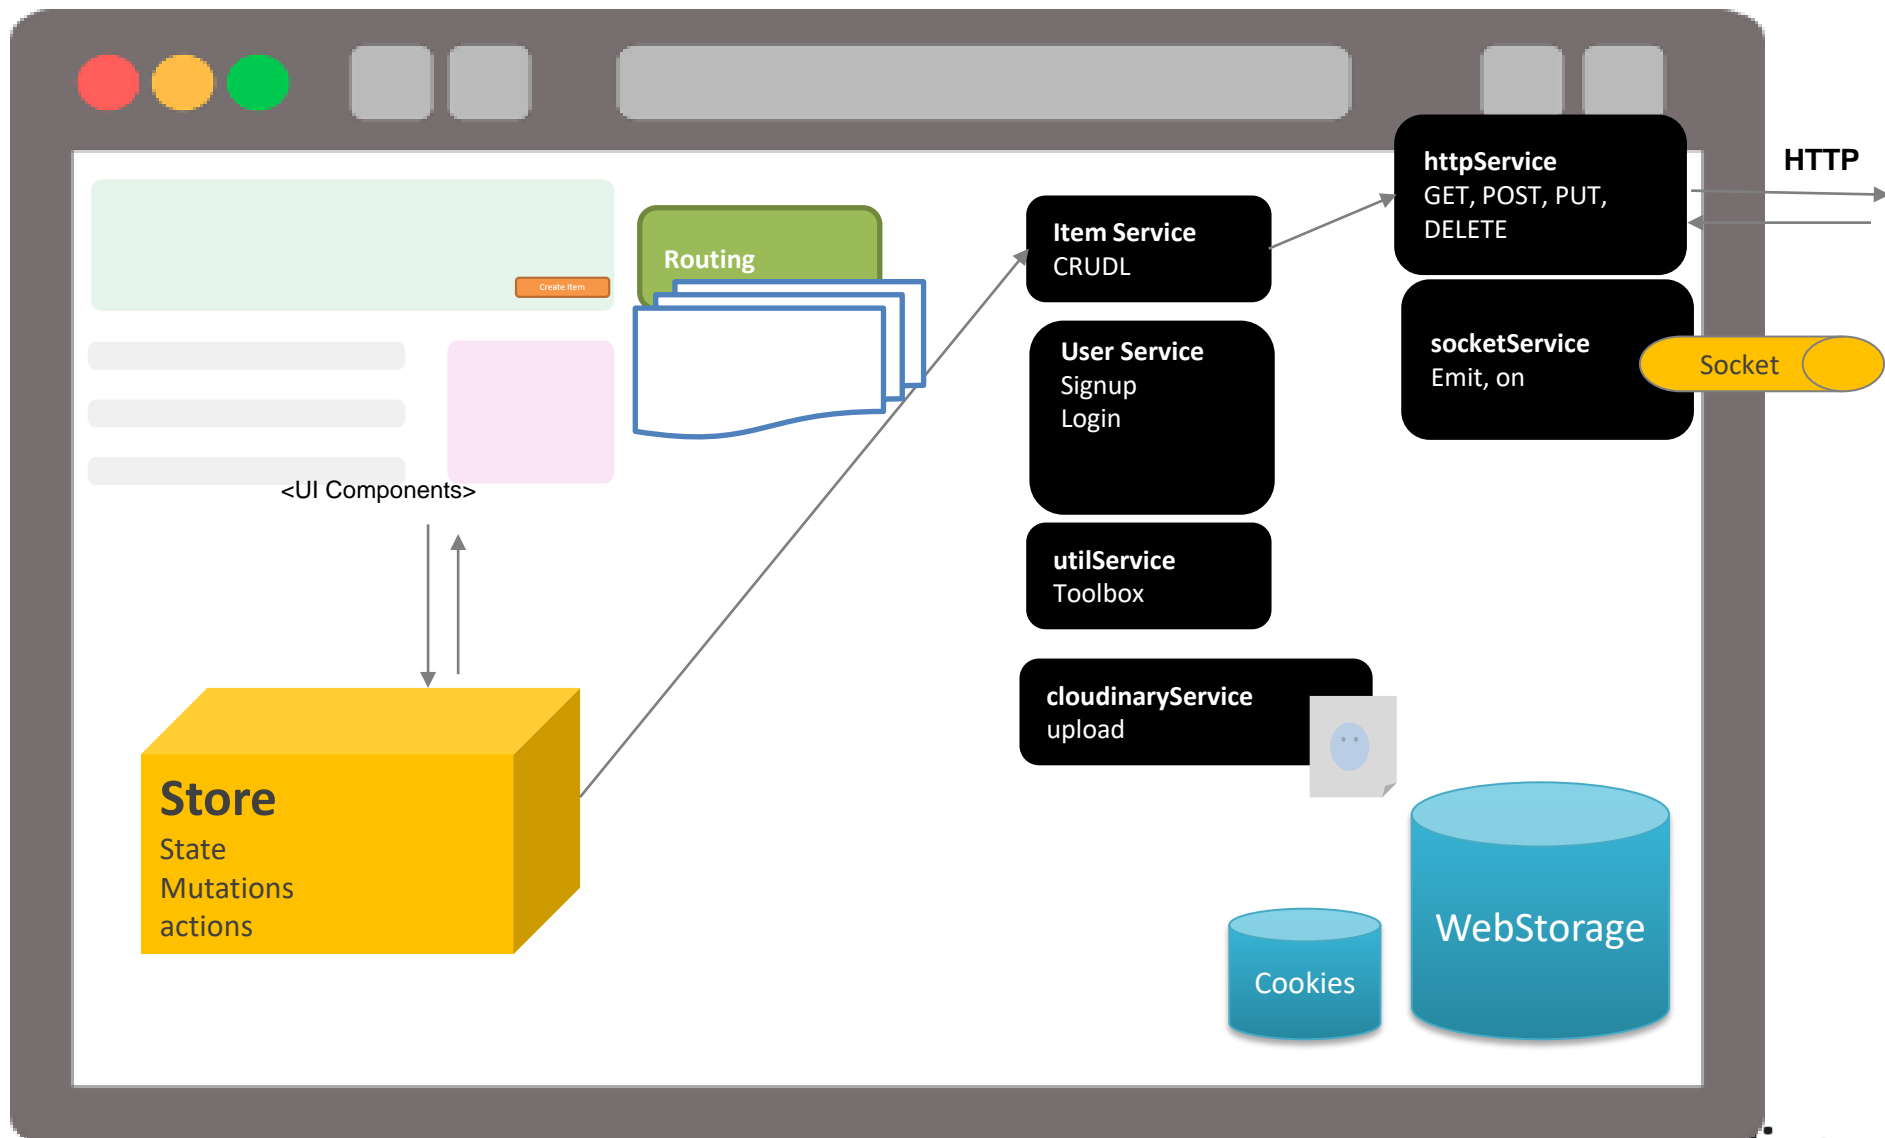 HTTP
httpService
GET, POST, PUT,
DELETE
Routing
Item Service
CRUDL
Create Item
User Service
Signup
Login
socketService
Emit, on
Socket
<UI Components>
utilService
Toolbox
cloudinaryService
upload
Store
State
Mutations
actions
WebStorage
Cookies